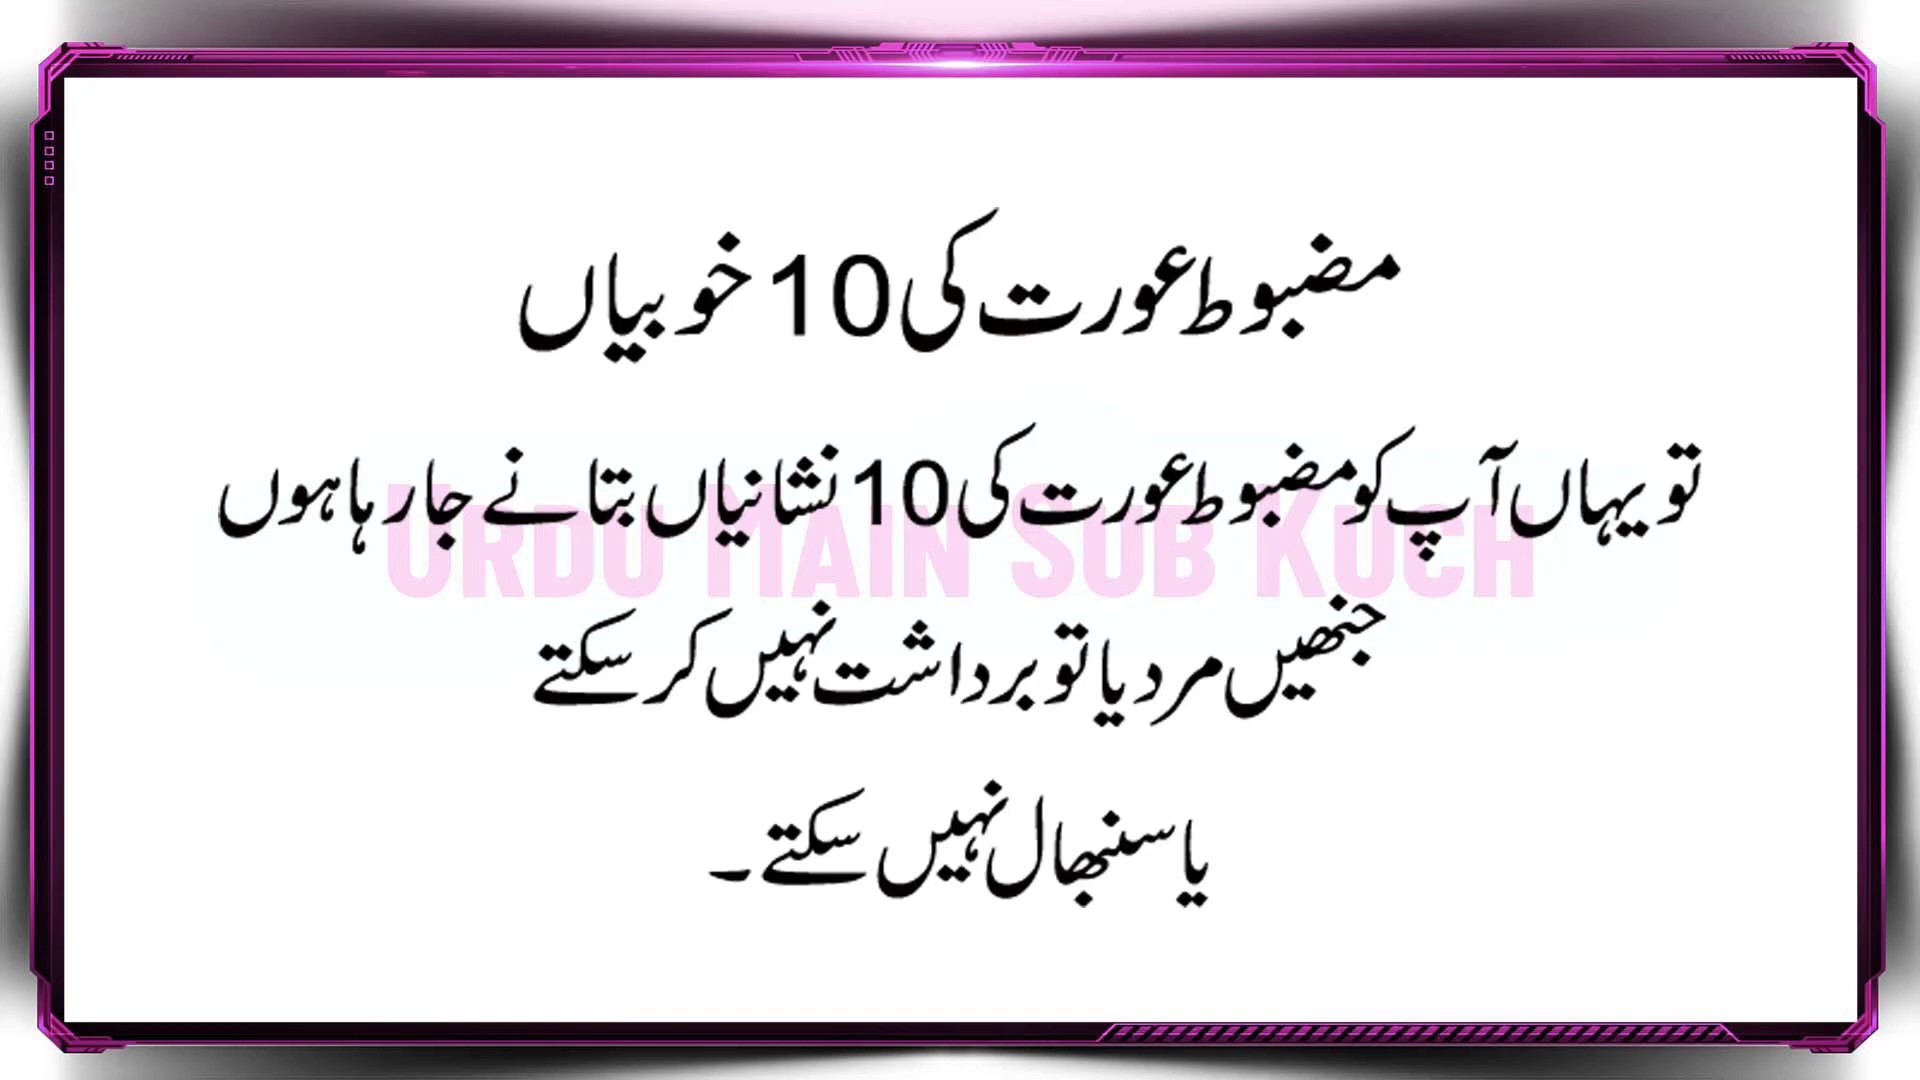 مضبوط عورت کی 10 خوبیاں
تو یہاں آپ کو مضبوط عورت کی 10 نشانیاں بتانے جا رہا ہوں
URDU MAIN SUB KUCH
جنھیں مرد یا تو برداشت نہیں کر سکتے
یا سنبھال نہیں سکتے۔